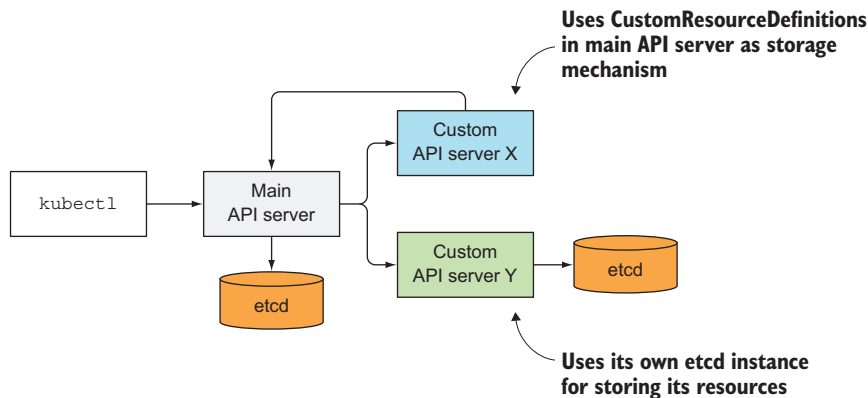 Uses CustomResourceDefinitions
in main API server as storage
mechanism
Custom
API server X
kubectl
Main
API server
Custom
API server Y
etcd
etcd
Uses its own etcd instance
for storing its resources